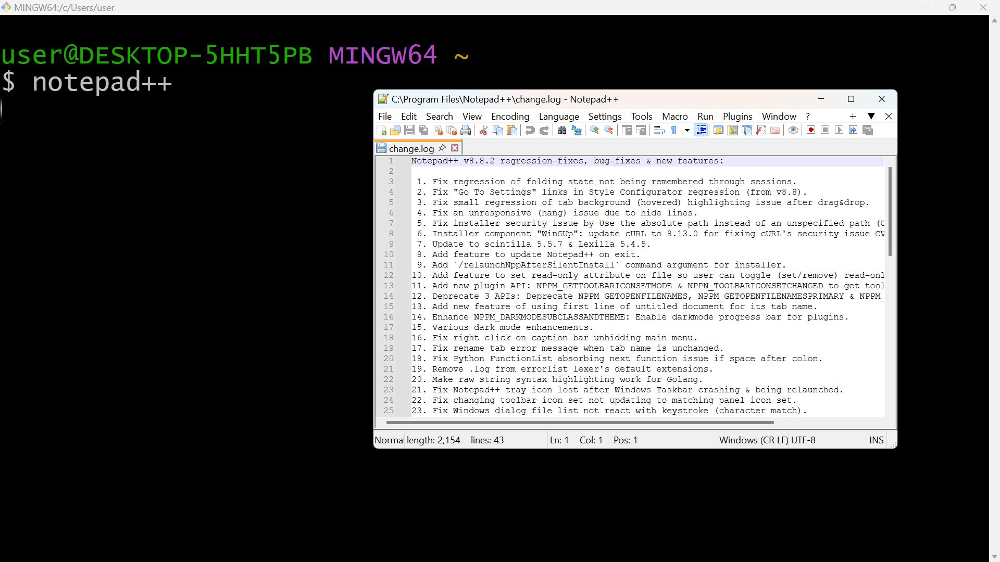 MINGW64:/c/Users/user
user@DESKTOP-5HHT5PB MINGW64 ~
$ notepad++
C:\Program Files\Notepad++\change.log - Notepad++
File Edit Search View Encoding Language Settings Tools Macro Run Plugins Window ?
change.log
1 Notepad++ v8.8.2 regression-fixes, bug-fixes & new features:
2
3 1. Fix regression of folding state not being remembered through sessions.
4 2. Fix "Go To Settings" links in Style Configurator regression (from v8.8).
5 3. Fix small regression of tab background (hovered) highlighting issue after drag&drop.
6 4. Fix an unresponsive (hang) issue due to hide lines.
7 5. Fix installer security issue by Use the absolute path instead of an unspecified path (C
8 6. Installer component "WinGUp": update cURL to 8.13.0 for fixing cURL's security issue CV
9 7. Update to scintilla 5.5.7 & Lexilla 5.4.5.
10 8. Add feature to update Notepad++ on exit.
11 9. Add `/relaunchNppAfterSilentInstall` command argument for installer.
12 10. Add feature to set read-only attribute on file so user can toggle (set/remove) read-onl
13 11. Add new plugin API: NPPM_GETTOOLBARICONSETMODE & NPPN_TOOLBARICONSETCHANGED to get tool
14 12. Deprecate 3 APIs: Deprecate NPPM_GETOPENFILENAMES, NPPM_GETOPENFILENAMESPRIMARY & NPPM_
15 13. Add new feature of using first line of untitled document for its tab name.
16 14. Enhance NPPM_DARKMODESUBCLASSANDTHEME: Enable darkmode progress bar for plugins.
17 15. Various dark mode enhancements.
18 16. Fix right click on caption bar unhidding main menu.
19 17. Fix rename tab error message when tab name is unchanged.
20 18. Fix Python FunctionList absorbing next function issue if space after colon.
21 19. Remove .log from errorlist lexer's default extensions.
22 20. Make raw string syntax highlighting work for Golang.
23 21. Fix Notepad++ tray icon lost after Windows Taskbar crashing & being relaunched.
24 22. Fix changing toolbar icon set not updating to matching panel icon set.
25 23. Fix Windows dialog file list not react with keystroke (character match).
Normal length: 2,154 lines: 43 Ln: 1 Col: 1 Pos: 1 Windows (CR LF) UTF-8 INS